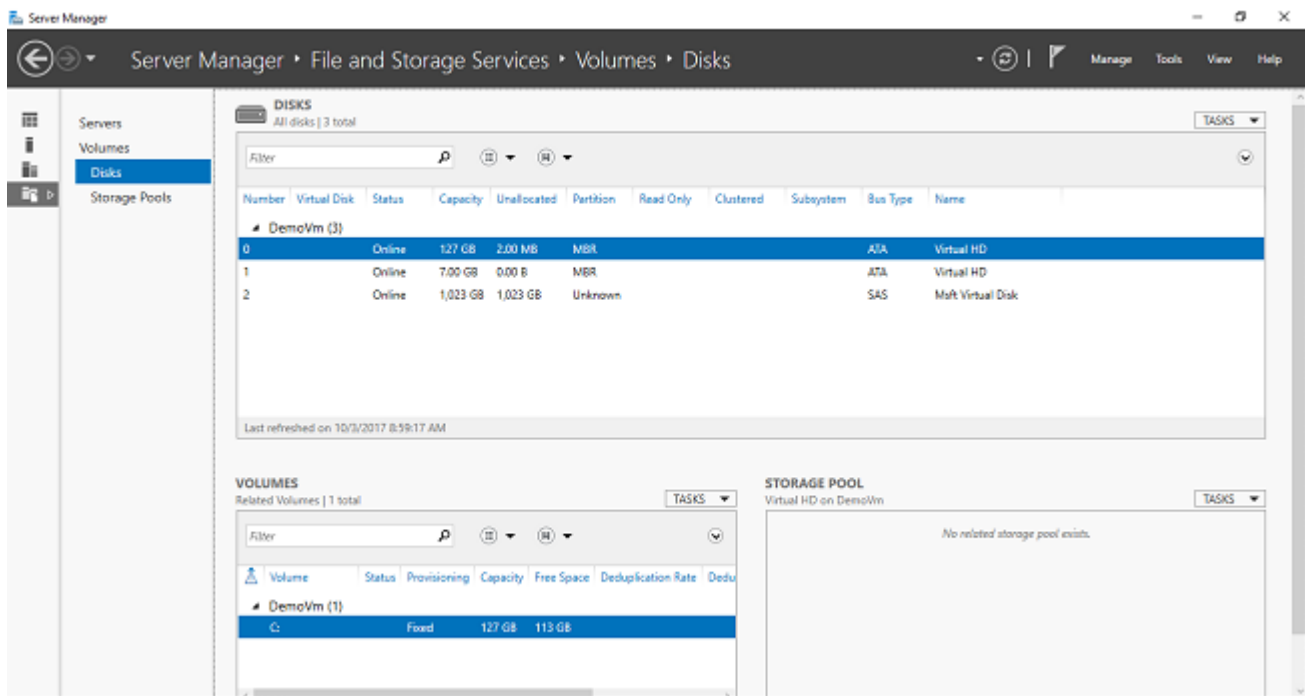 Server Manager
Server Manager ‣ File and Storage Services ‣ Volumes ‣ Disks
Manage Tools View Help
Servers
Volumes
Disks
Storage Pools
DISKS
All disks | 3 total
TASKS
Filter
Number Virtual Disk Status Capacity Unallocated Partition Read Only Clustered Subsystem Bus Type Name
DemoVm (3)
0 Online 127 GB 2.00 MB MBR ATA Virtual HD
1 Online 7.00 GB 0.00 B MBR ATA Virtual HD
2 Online 1,023 GB 1,023 GB Unknown SAS Msft Virtual Disk
Last refreshed on 10/3/2017 8:59:17 AM
VOLUMES
Related Volumes | 1 total
TASKS
Filter
Volume Status Provisioning Capacity Free Space Deduplication Rate Dedu
DemoVm (1)
C: Fixed 127 GB 113 GB
STORAGE POOL
Virtual HD on DemoVm
TASKS
No related storage pool exists.